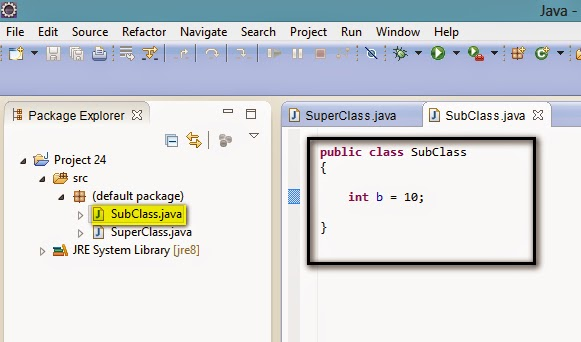 Java -
File Edit Source Refactor Navigate Search Project Run Window Help
Package Explorer
SuperClass.java SubClass.java
Project 24
src
(default package)
SubClass.java
SuperClass.java
JRE System Library [jre8]
public class SubClass
{
int b = 10;
}